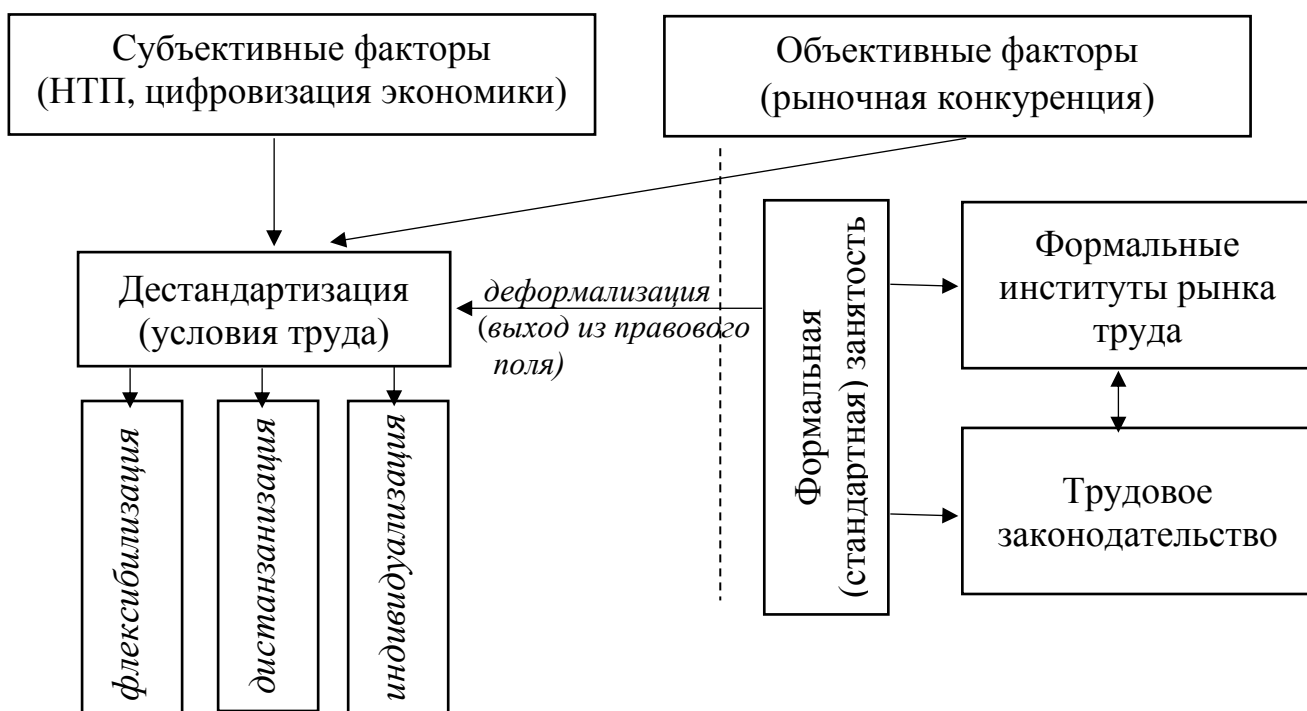 Субъективные факторы
(НТП, цифровизация экономики)
Объективные факторы
(рыночная конкуренция)
Дестандартизация
(условия труда)
деформализация
(выход из правового
поля)
Формальная
(стандартная) занятость
Формальные
институты рынка
труда
Трудовое
законодательство
флексибилизация
дистанзанизация
индивидуализация